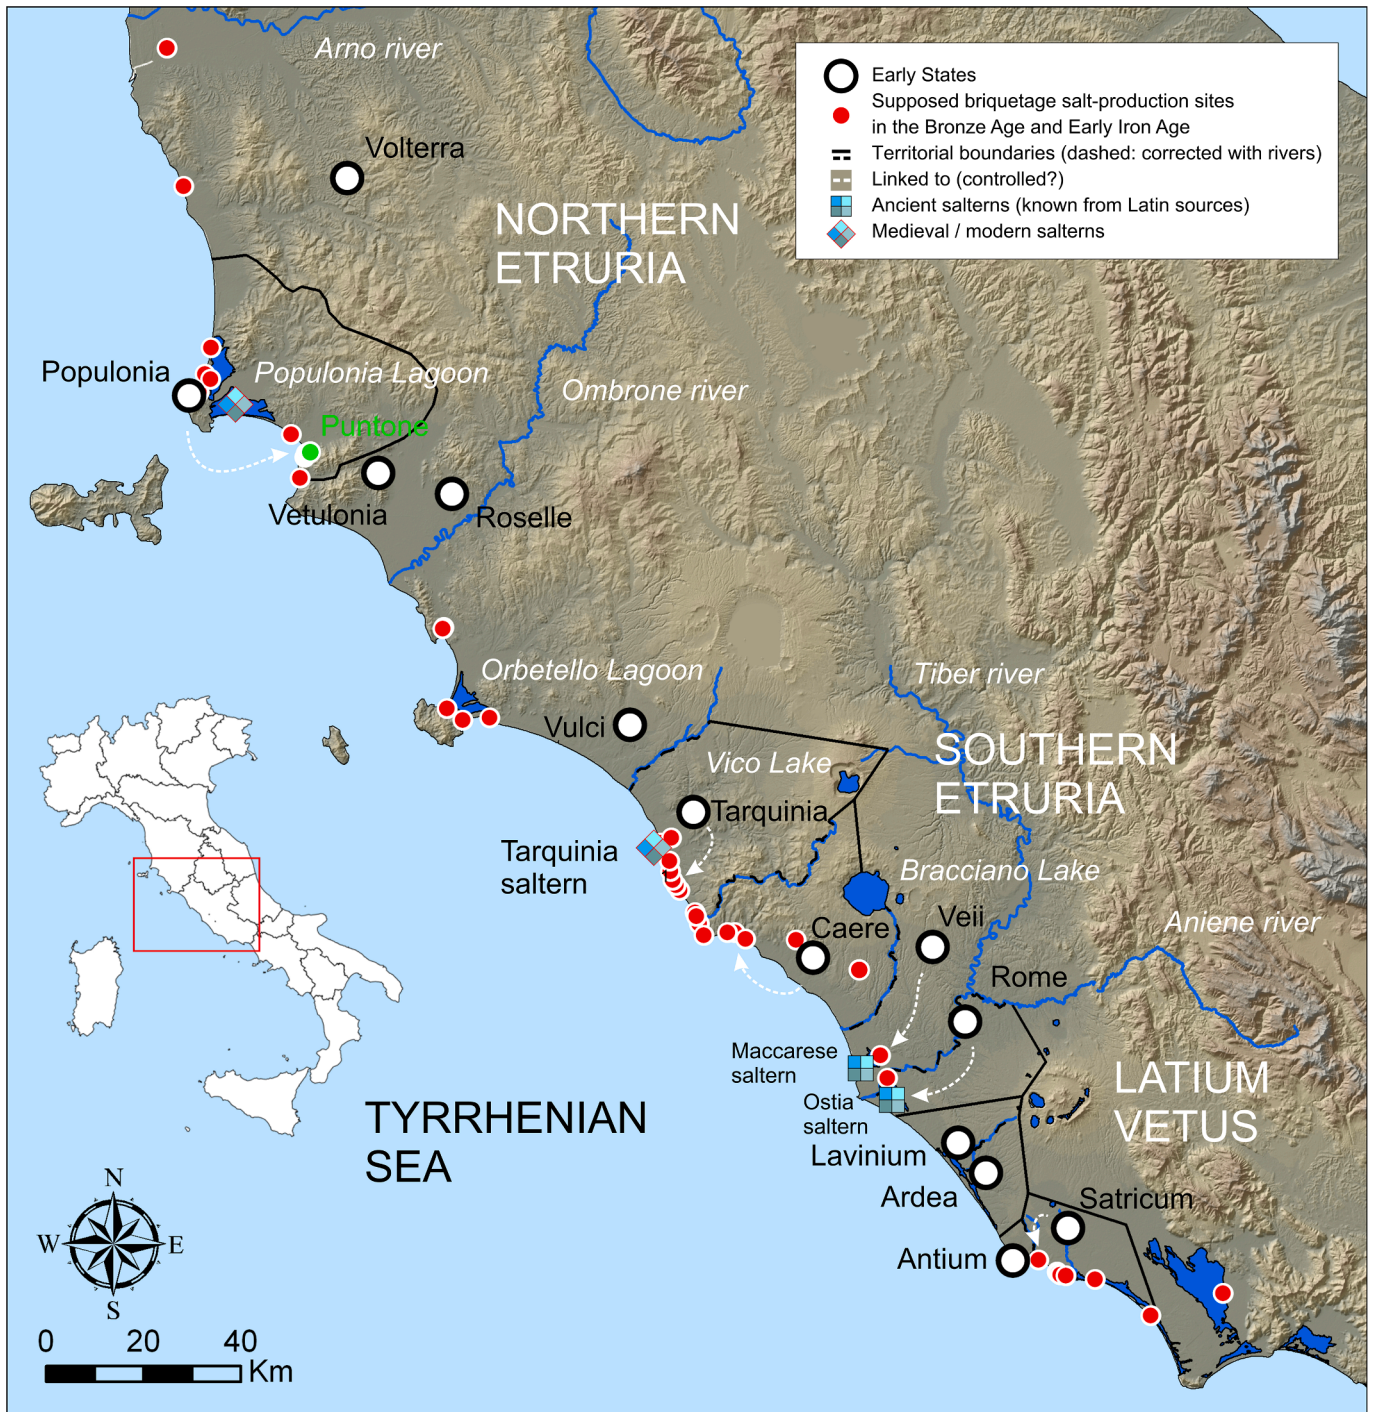 Arno river
Early States
Supposed briquetage salt-production sites
in the Bronze Age and Early Iron Age
Territorial boundaries (dashed: corrected with rivers)
Linked to (controlled?)
Ancient salterns (known from Latin sources)
Medieval / modern salterns
Volterra
NORTHERN
ETRURIA
Populonia
Populonia Lagoon
Ombrone river
Puntone
Vetulonia
Roselle
Orbetello Lagoon
Tiber river
Vulci
SOUTHERN
ETRURIA
Vico Lake
Tarquinia
Tarquinia
saltern
Bracciano Lake
Veii
Caere
Aniene river
Rome
Maccarese
saltern
Ostia
saltern
LATIUM
VETUS
TYRRHENIAN
SEA
Lavinium
Ardea
Satricum
Antium
N
W
E
S
0 20 40
Km